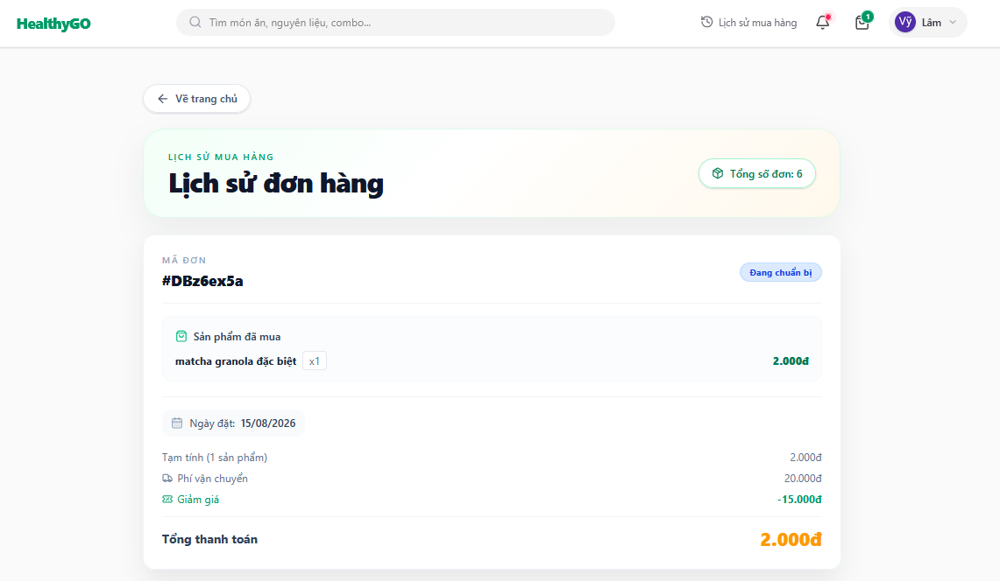 HealthyGO
Tìm món ăn, nguyên liệu, combo...
Lịch sử mua hàng
1
Vỹ
Lâm
Về trang chủ
LỊCH SỬ MUA HÀNG
Lịch sử đơn hàng
Tổng số đơn: 6
MÃ ĐƠN
#DBz6ex5a
Đang chuẩn bị
Sản phẩm đã mua
matcha granola đặc biệt x1 2.000đ
Ngày đặt: 15/08/2026
Tạm tính (1 sản phẩm) 2.000đ
Phí vận chuyển 20.000đ
Giảm giá -15.000đ
Tổng thanh toán 2.000đ